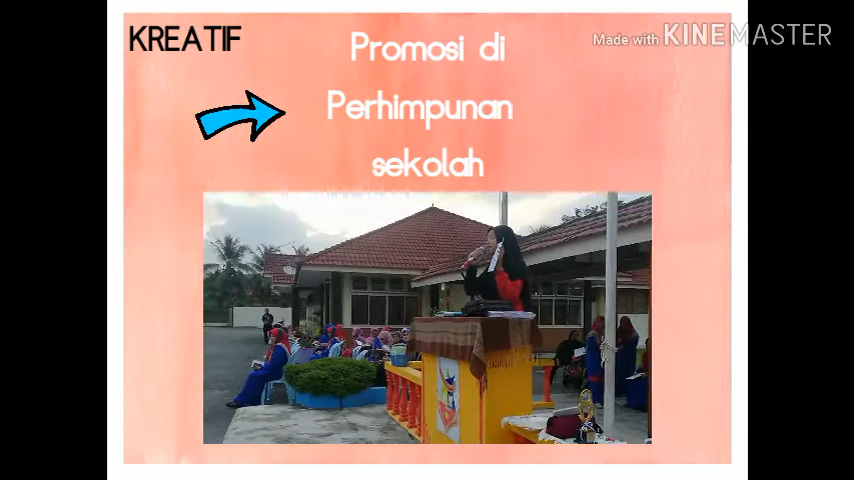 KREATIF
Promosi di
Perhimpunan
sekolah
Made with KINEMASTER